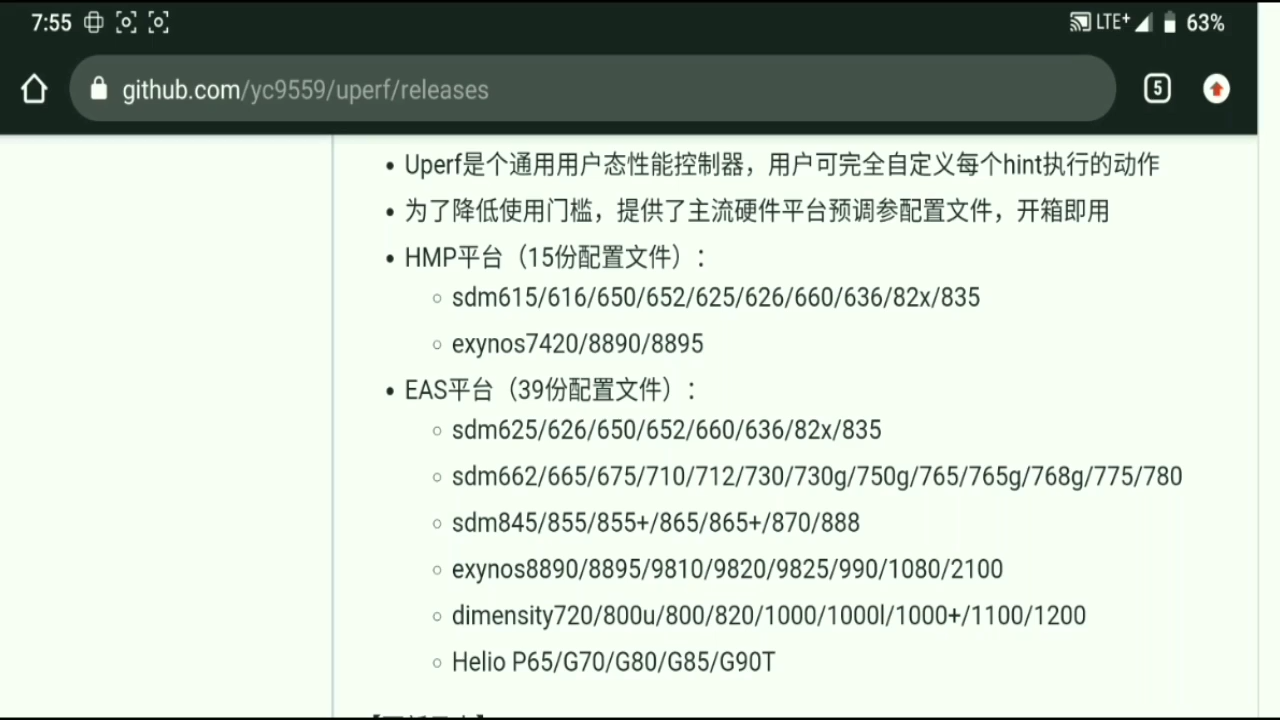 7:55 LTE+ 63%
github.com/yc9559/uperf/releases 5
Uperf是个通用用户态性能控制器，用户可完全自定义每个hint执行的动作
为了降低使用门槛，提供了主流硬件平台预调参配置文件，开箱即用
HMP平台（15份配置文件）：
sdm615/616/650/652/625/626/660/636/82x/835
exynos7420/8890/8895
EAS平台（39份配置文件）：
sdm625/626/650/652/660/636/82x/835
sdm662/665/675/710/712/730/730g/750g/765/765g/768g/775/780
sdm845/855/855+/865/865+/870/888
exynos8890/8895/9810/9820/9825/990/1080/2100
dimensity720/800u/800/820/1000/1000l/1000+/1100/1200
Helio P65/G70/G80/G85/G90T